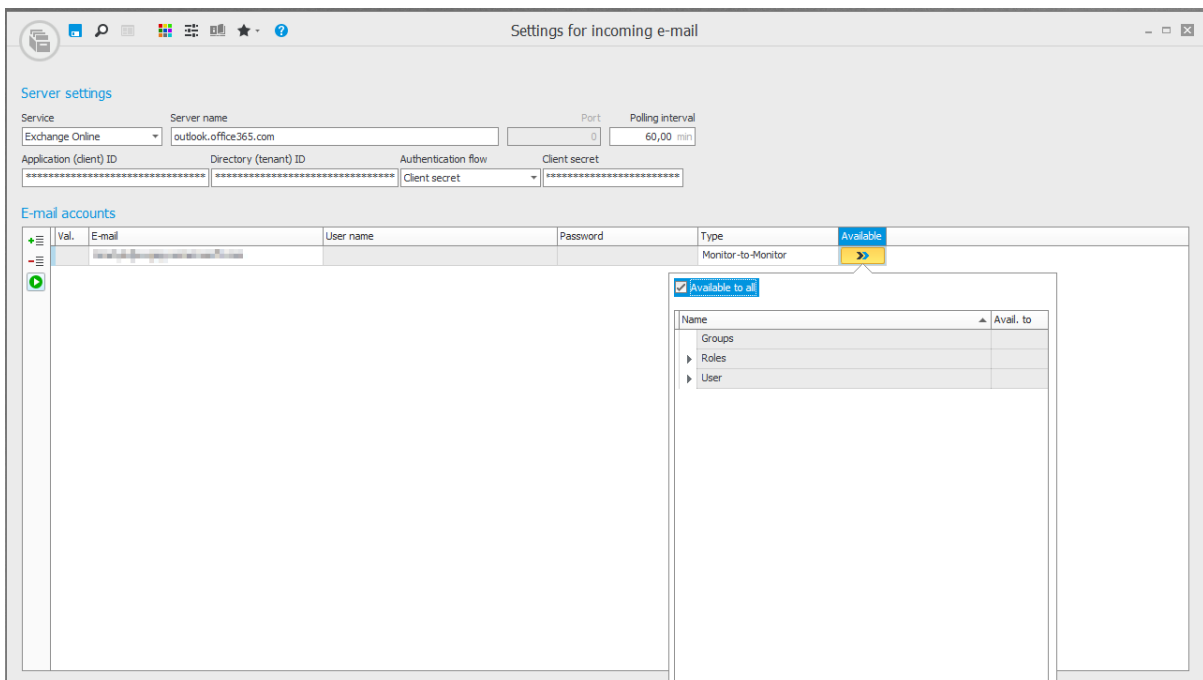 Settings for incoming e-mail
Server settings
Service Server name Port Polling interval
Exchange Online outlook.office365.com 0 60,00 min
Application (client) ID Directory (tenant) ID Authentication flow Client secret
******************************** ******************************** Client secret ************************
E-mail accounts
Val. E-mail User name Password Type Available
Monitor-to-Monitor
Available to all
Name Avail. to
Groups
Roles
User